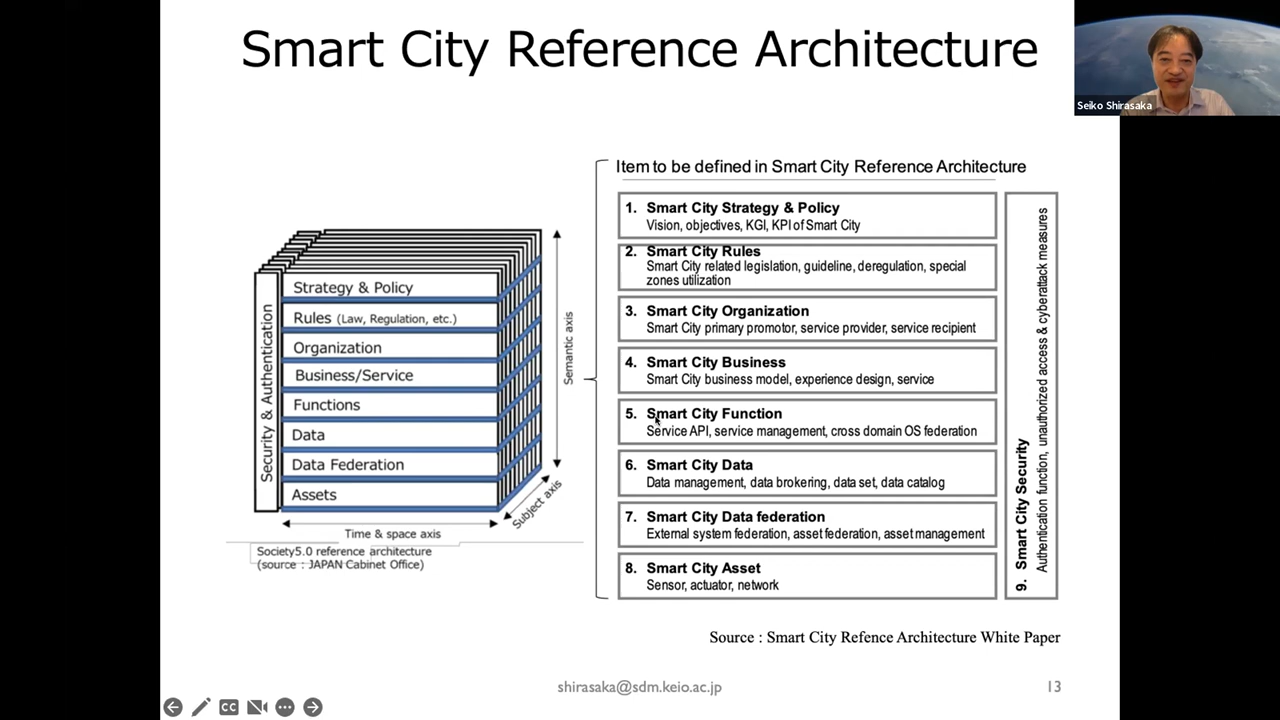 Smart City Reference Architecture
Seiko Shirasaka
Item to be defined in Smart City Reference Architecture
Security & Authentication
Strategy & Policy
Rules (Law, Regulation, etc.)
Organization
Business/Service
Functions
Data
Data Federation
Assets
Semantic axis
Subject axis
Time & space axis
Society5.0 reference architecture
(source : JAPAN Cabinet Office)
1. Smart City Strategy & Policy
Vision, objectives, KGI, KPI of Smart City
2. Smart City Rules
Smart City related legislation, guideline, deregulation, special
zones utilization
3. Smart City Organization
Smart City primary promotor, service provider, service recipient
4. Smart City Business
Smart City business model, experience design, service
5. Smart City Function
Service API, service management, cross domain OS federation
6. Smart City Data
Data management, data brokering, data set, data catalog
7. Smart City Data federation
External system federation, asset federation, asset management
8. Smart City Asset
Sensor, actuator, network
9. Smart City Security
Authentication function, unauthorized access & cyberattack measures
Source : Smart City Refence Architecture White Paper
shirasaka@sdm.keio.ac.jp
13
CC